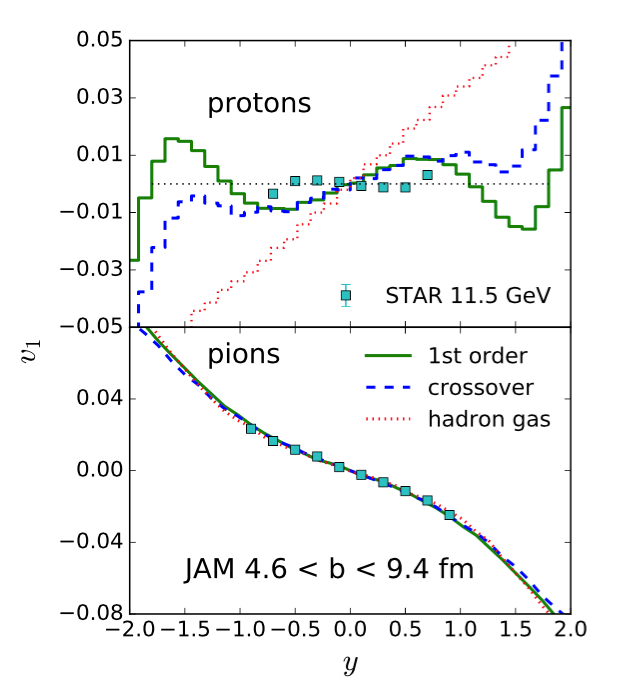 0.05
protons
0.03
0.01
−0.01
−0.03
STAR 11.5 GeV
−0.05
v1
pions
1st order
crossover
hadron gas
0.04
0.00
−0.04
JAM 4.6 < b < 9.4 fm
−0.08
−2.0 −1.5 −1.0 −0.5 0.0 0.5 1.0 1.5 2.0
y